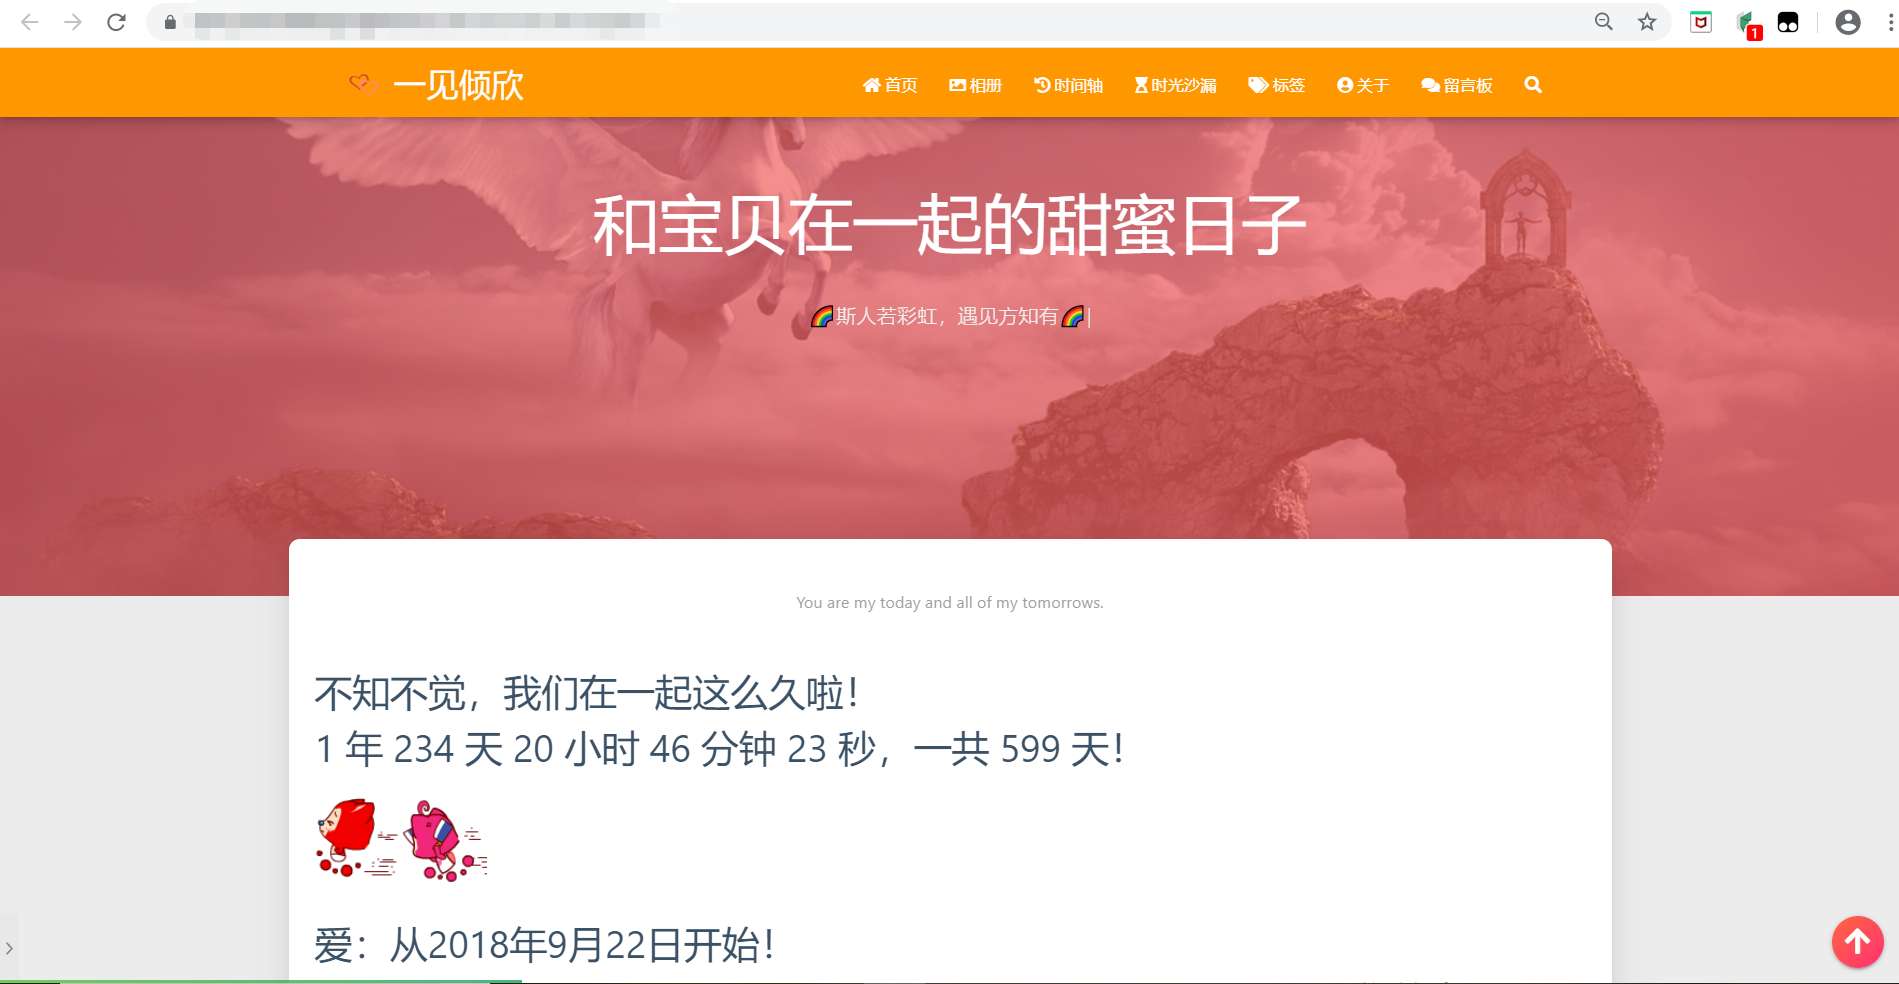 1
一见倾欣
首页 相册 时间轴 时光沙漏 标签 关于 留言板
和宝贝在一起的甜蜜日子
🌈斯人若彩虹，遇见方知有🌈|
You are my today and all of my tomorrows.
不知不觉，我们在一起这么久啦！
1 年 234 天 20 小时 46 分钟 23 秒，一共 599 天！
爱：从2018年9月22日开始！